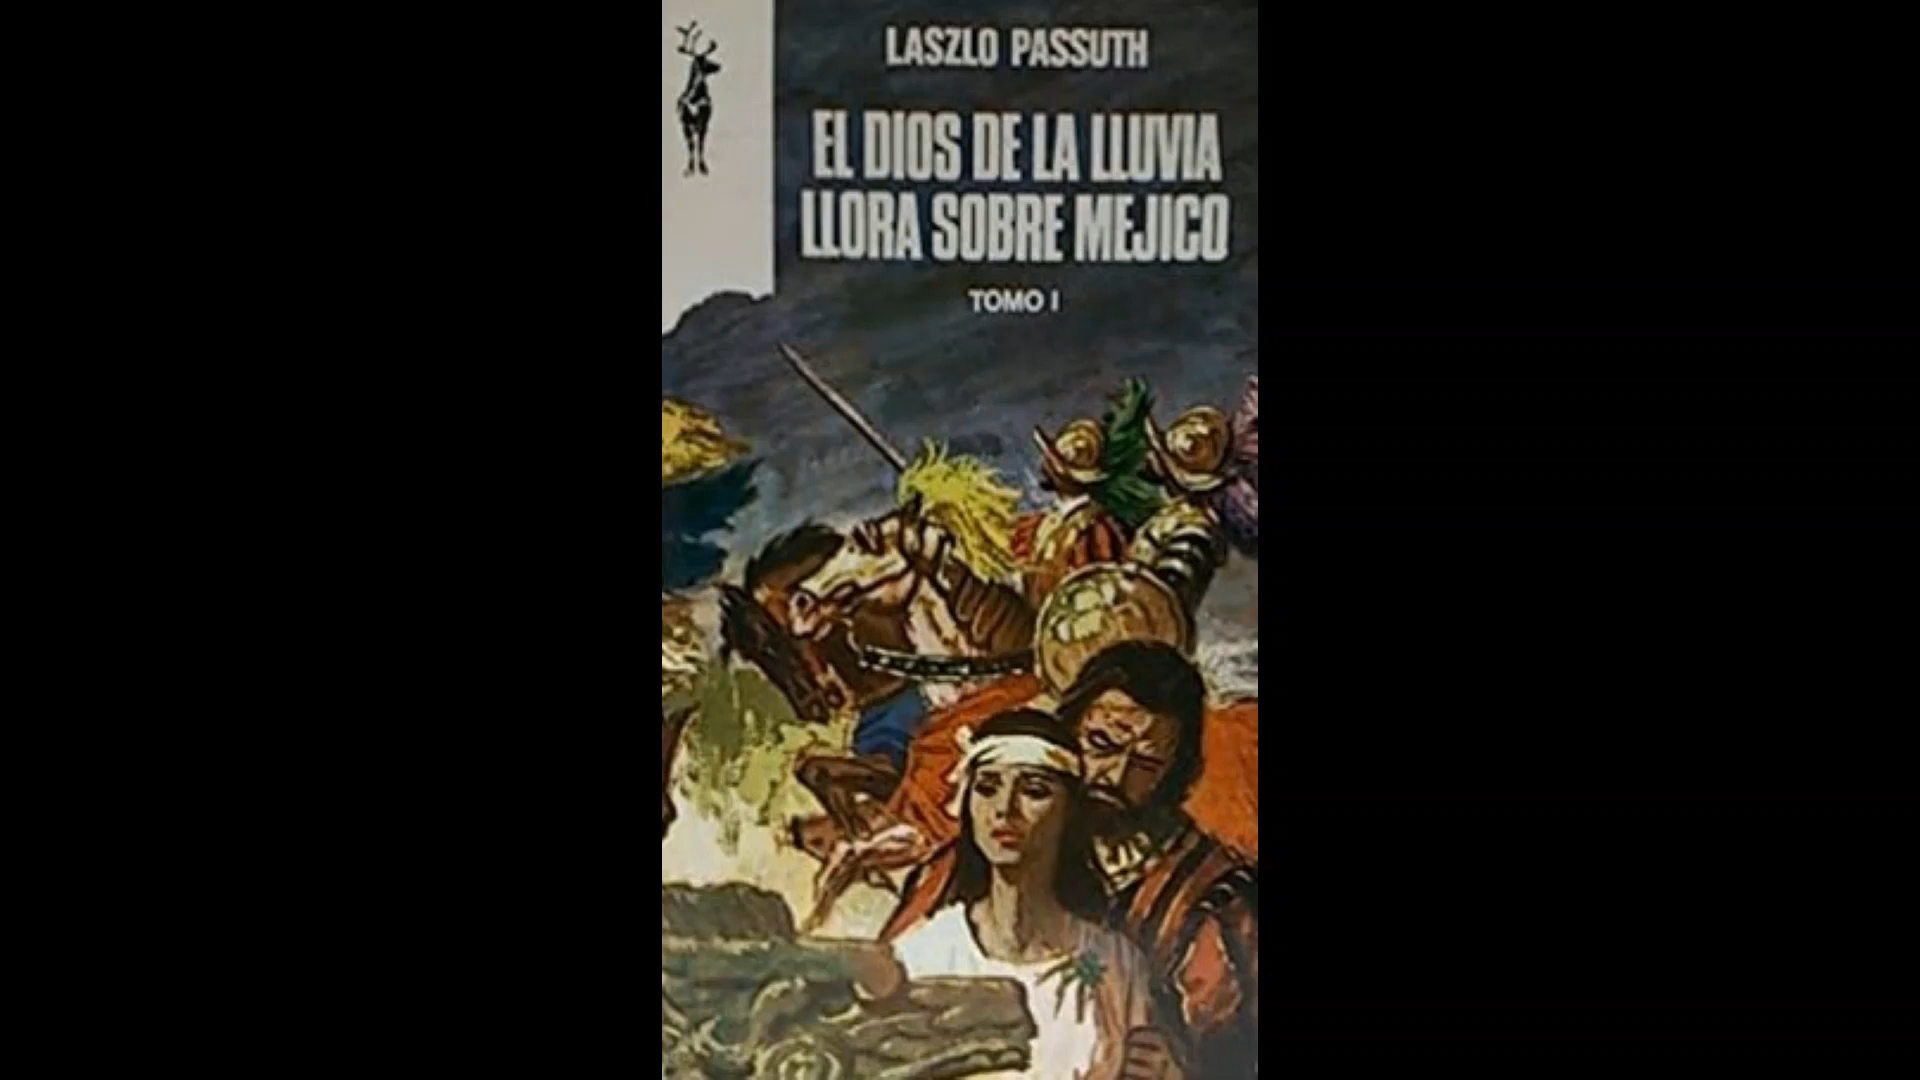 LASZLO PASSUTH
EL DIOS DE LA LLUVIA
LLORA SOBRE MEJICO
TOMO I